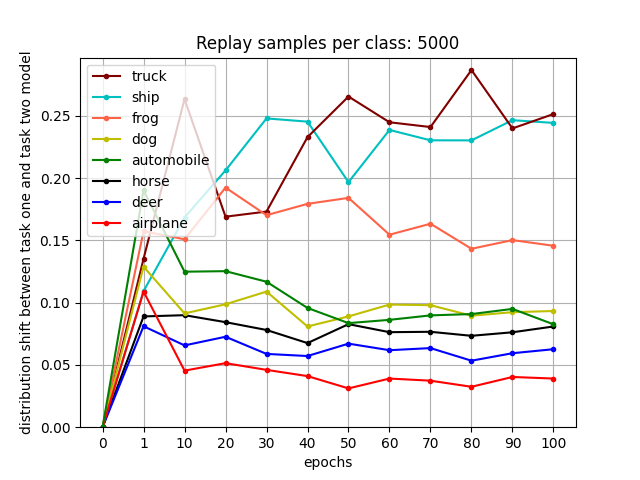 Replay samples per class: 5000
distribution shift between task one and task two model
truck
ship
frog
dog
automobile
horse
deer
airplane
0.25
0.20
0.15
0.10
0.05
0.00
0 1 10 20 30 40 50 60 70 80 90 100
epochs